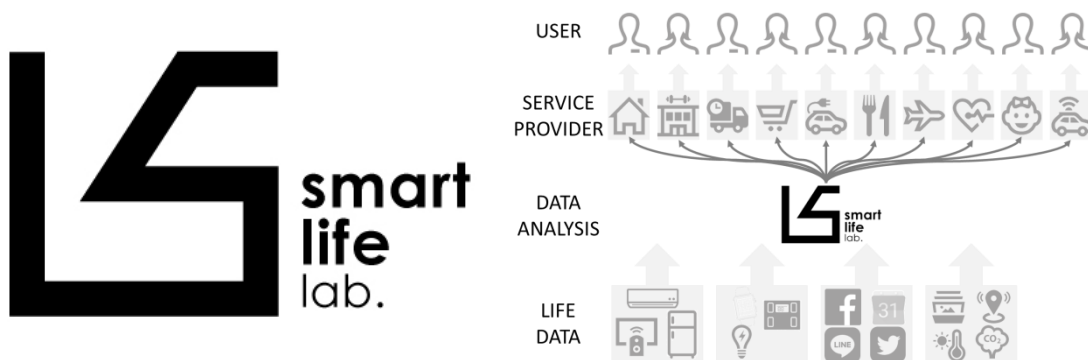 smart
life
lab.
USER
SERVICE
PROVIDER
DATA
ANALYSIS
smart
life
lab.
LIFE
DATA
f
31
LINE
CO₂